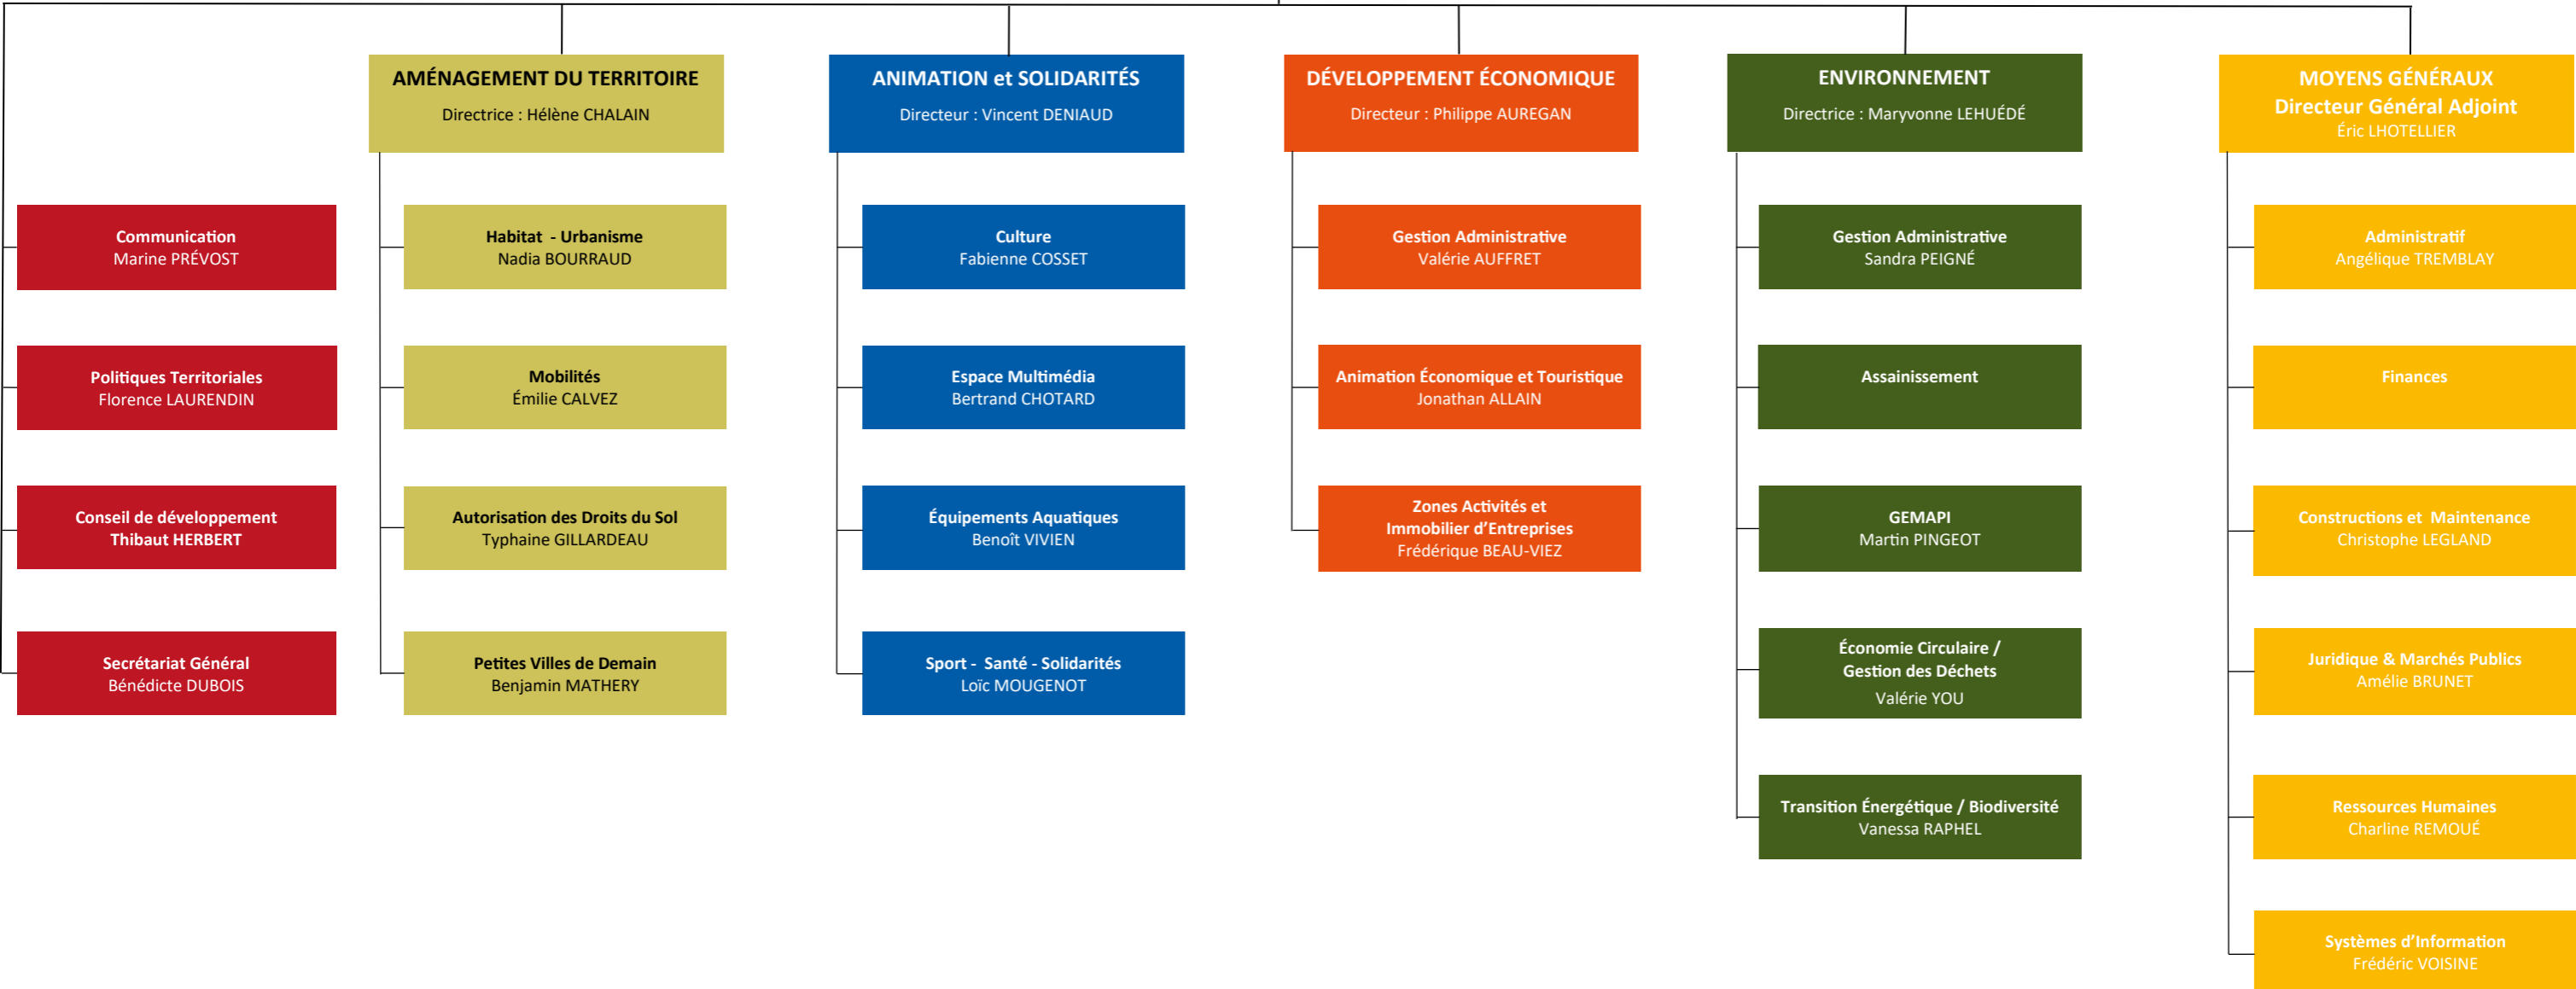 AMÉNAGEMENT DU TERRITOIRE
Directrice : Hélène CHALAIN
ANIMATION et SOLIDARITÉS
Directeur : Vincent DENIAUD
DÉVELOPPEMENT ÉCONOMIQUE
Directeur : Philippe AUREGAN
ENVIRONNEMENT
Directrice : Maryvonne LEHUÉDÉ
MOYENS GÉNÉRAUX
Directeur Général Adjoint
Éric LHOTELLIER
Communication
Marine PRÉVOST
Politiques Territoriales
Florence LAURENDIN
Conseil de développement
Thibaut HERBERT
Secrétariat Général
Bénédicte DUBOIS
Habitat - Urbanisme
Nadia BOURRAUD
Mobilités
Émilie CALVEZ
Autorisation des Droits du Sol
Typhaine GILLARDEAU
Petites Villes de Demain
Benjamin MATHERY
Culture
Fabienne COSSET
Espace Multimédia
Bertrand CHOTARD
Équipements Aquatiques
Benoît VIVIEN
Sport - Santé - Solidarités
Loïc MOUGENOT
Gestion Administrative
Valérie AUFFRET
Animation Économique et Touristique
Jonathan ALLAIN
Zones Activités et
Immobilier d’Entreprises
Frédérique BEAU-VIEZ
Gestion Administrative
Sandra PEIGNÉ
Assainissement
GEMAPI
Martin PINGEOT
Économie Circulaire /
Gestion des Déchets
Valérie YOU
Transition Énergétique / Biodiversité
Vanessa RAPHEL
Administratif
Angélique TREMBLAY
Finances
Constructions et Maintenance
Christophe LEGLAND
Juridique & Marchés Publics
Amélie BRUNET
Ressources Humaines
Charline REMOUÉ
Systèmes d’Information
Frédéric VOISINE